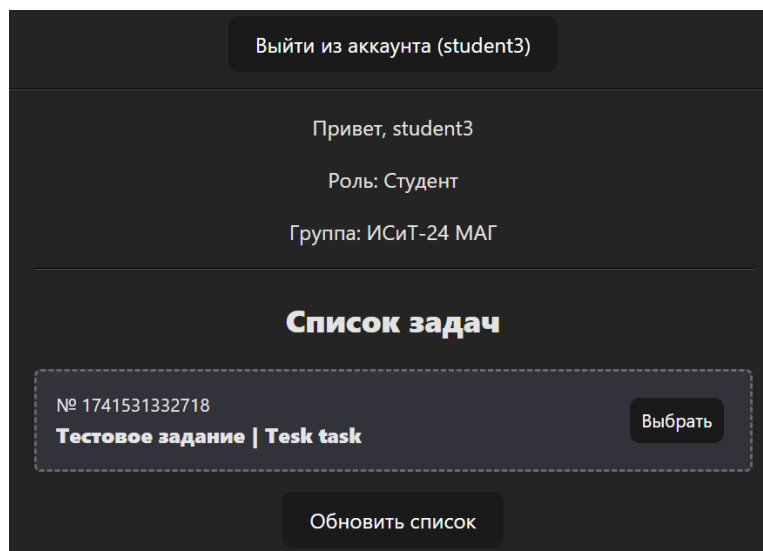 Выйти из аккаунта (student3)
Привет, student3
Роль: Студент
Группа: ИСиТ-24 МАГ
Список задач
№ 1741531332718
Тестовое задание | Tesk task
Выбрать
Обновить список